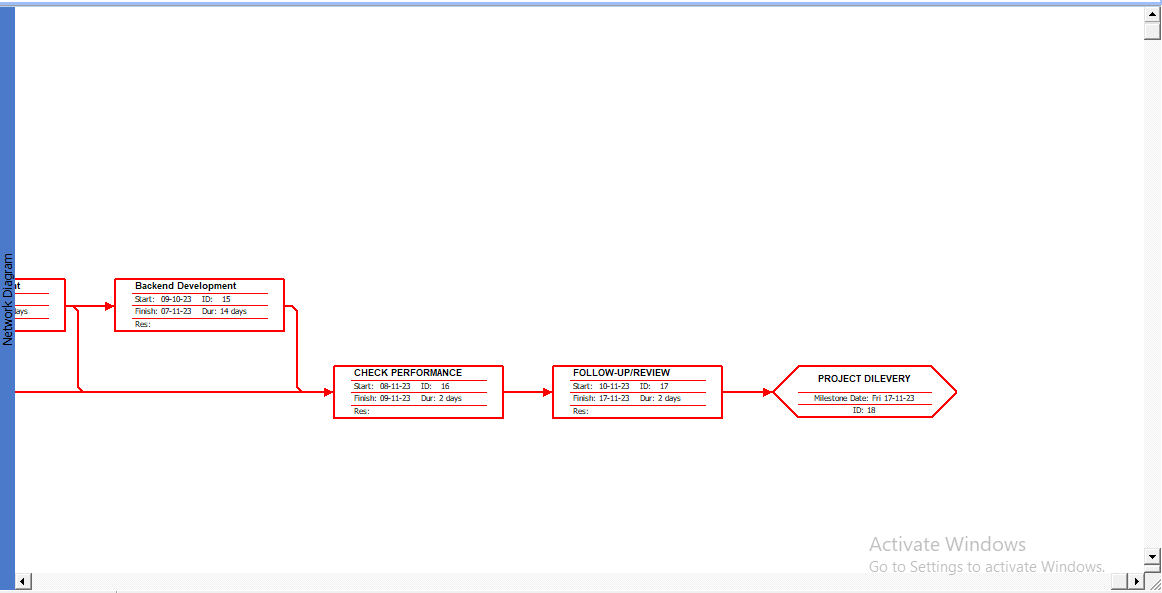 Network Diagram
nt
days
Backend Development
Start: 09-10-23 ID: 15
Finish: 07-11-23 Dur: 14 days
Res:
CHECK PERFORMANCE
Start: 08-11-23 ID: 16
Finish: 09-11-23 Dur: 2 days
Res:
FOLLOW-UP/REVIEW
Start: 10-11-23 ID: 17
Finish: 17-11-23 Dur: 2 days
Res:
PROJECT DILEVERY
Milestone Date: Fri 17-11-23
ID: 18
Activate Windows
Go to Settings to activate Windows.